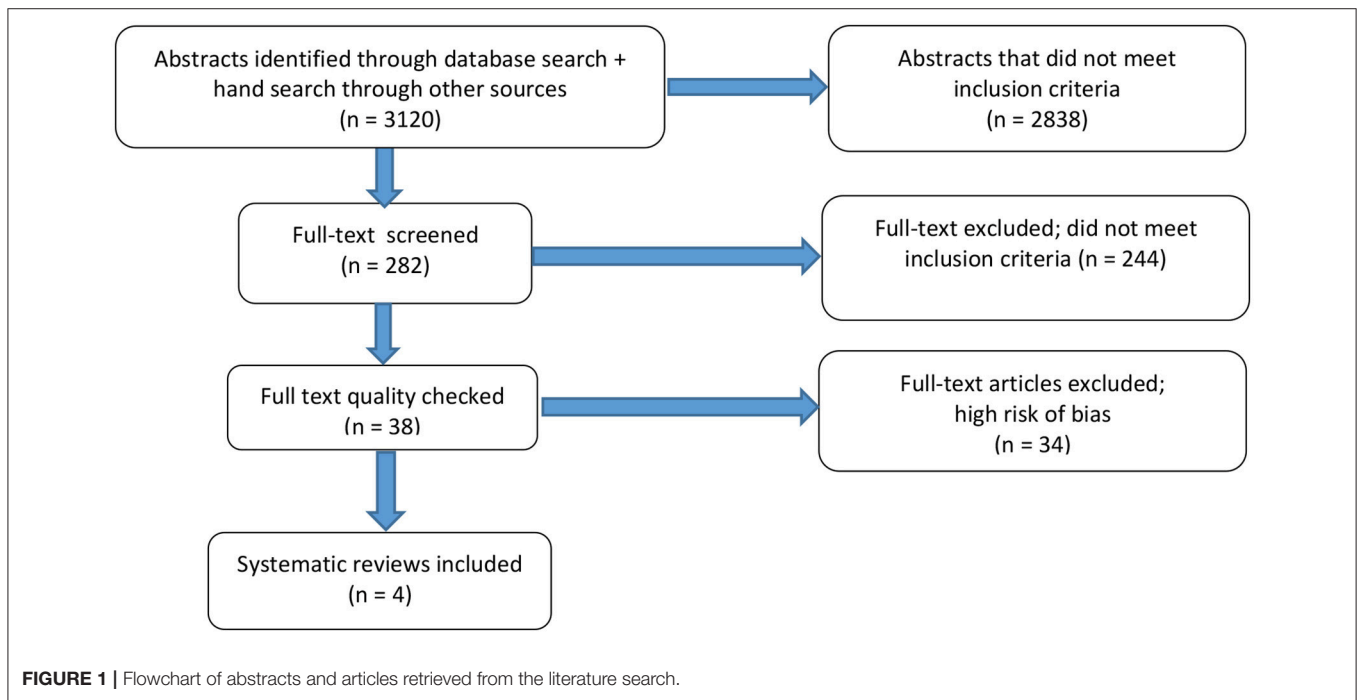 Abstracts identified through database search +
hand search through other sources
(n = 3120)
Abstracts that did not meet
inclusion criteria
(n = 2838)
Full-text screened
(n = 282)
Full-text excluded; did not meet
inclusion criteria (n = 244)
Full text quality checked
(n = 38)
Full-text articles excluded;
high risk of bias
(n = 34)
Systematic reviews included
(n = 4)
FIGURE 1 | Flowchart of abstracts and articles retrieved from the literature search.